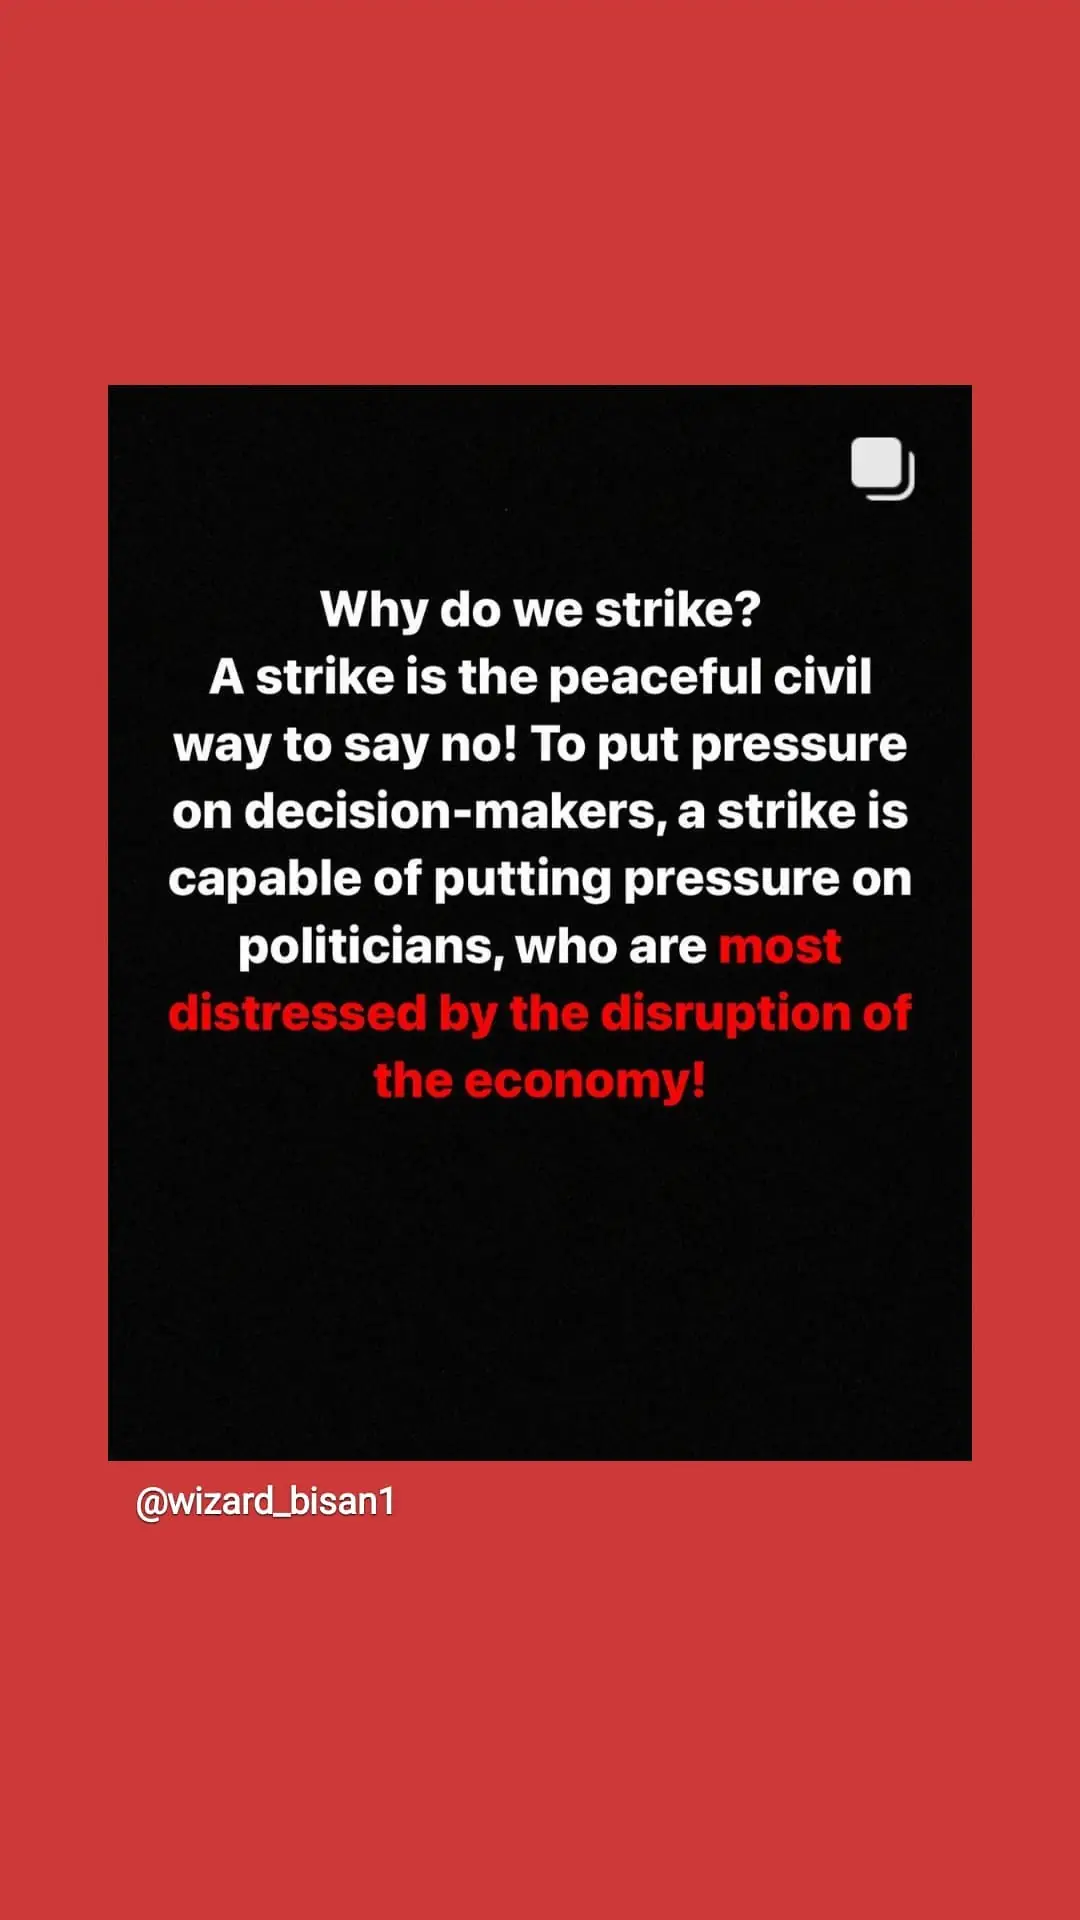 Why do we strike?
A strike is the peaceful civil
way to say no! To put pressure
on decision-makers, a strike is
capable of putting pressure on
politicians, who are most
distressed by the disruption of
the economy!
@wizard_bisan1